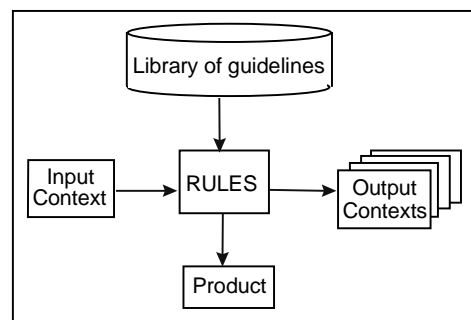 Library of guidelines
Input
Context
RULES
Output
Contexts
Product